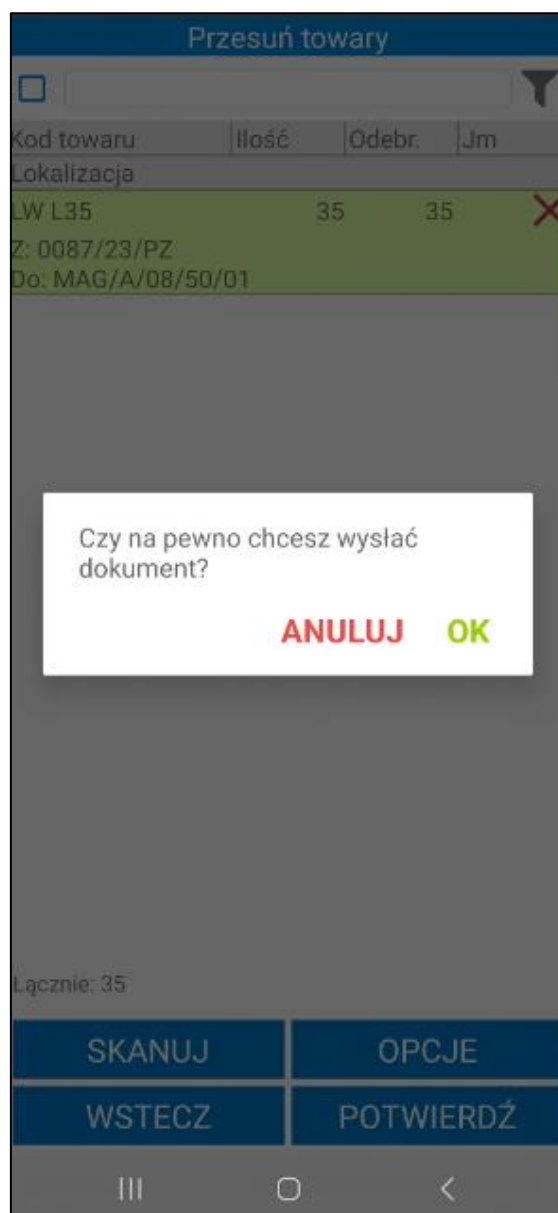 Przesuń towary
Kod towaru Ilość Odebr. Jm
Lokalizacja
LW L35 35 35
Z: 0087/23/PZ
Do: MAG/A/08/50/01
Czy na pewno chcesz wysłać
dokument?
ANULUJ OK
Łącznie: 35
SKANUJ OPCJE
WSTECZ POTWIERDŹ